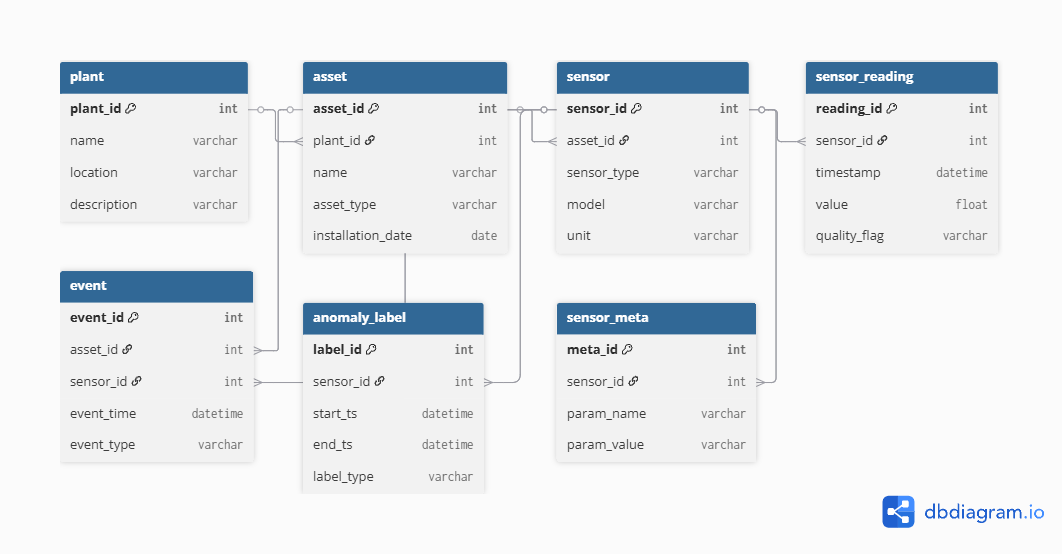 plant
plant_id int
name varchar
location varchar
description varchar
asset
asset_id int
plant_id int
name varchar
asset_type varchar
installation_date date
sensor
sensor_id int
asset_id int
sensor_type varchar
model varchar
unit varchar
sensor_reading
reading_id int
sensor_id int
timestamp datetime
value float
quality_flag varchar
event
event_id int
asset_id int
sensor_id int
event_time datetime
event_type varchar
anomaly_label
label_id int
sensor_id int
start_ts datetime
end_ts datetime
label_type varchar
sensor_meta
meta_id int
sensor_id int
param_name varchar
param_value varchar
dbdiagram.io